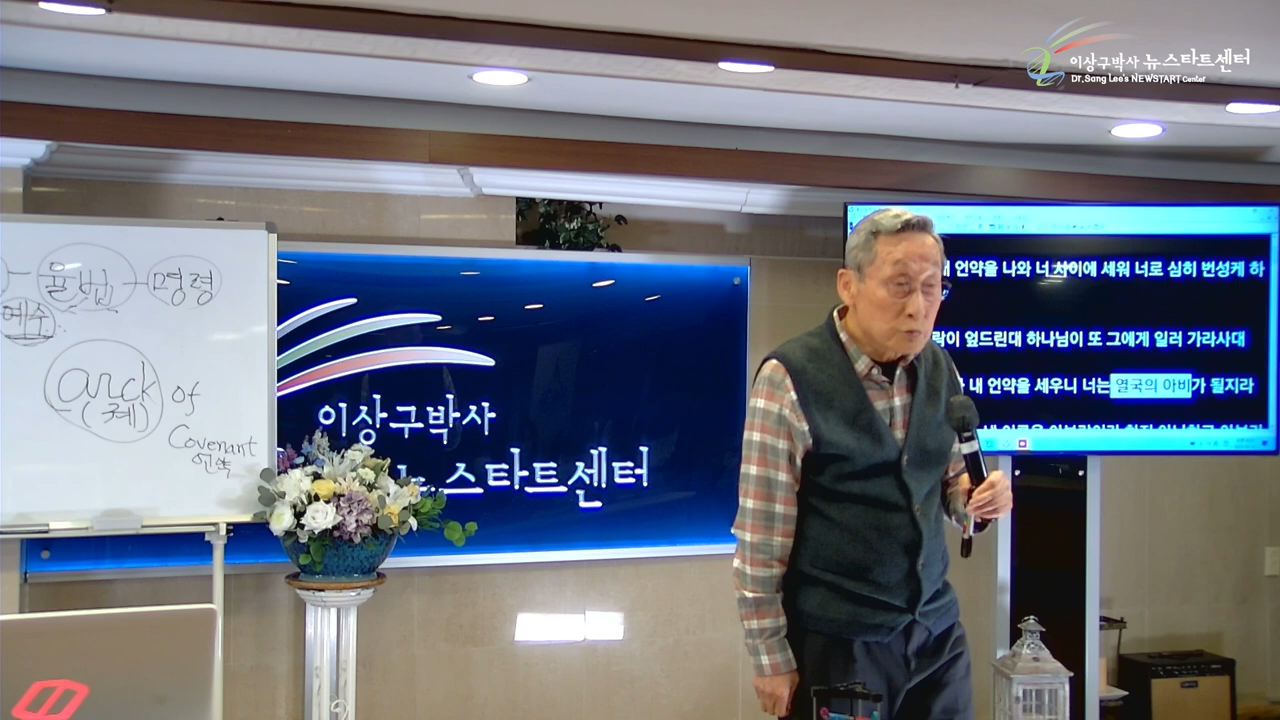 이상구박사 뉴스타트센터
Dr. Sang Lee's NEWSTART Center
율법 - 명령
예수
arck
(궤)
of
Covenant
언약
이상구박사
뉴스타트센터
언약을 나와 너 사이에 세워 너로 심히 번성케 하
람이 엎드린대 하나님이 또 그에게 일러 가라사대
내 언약을 세우니 너는 열국의 아비가 될지라